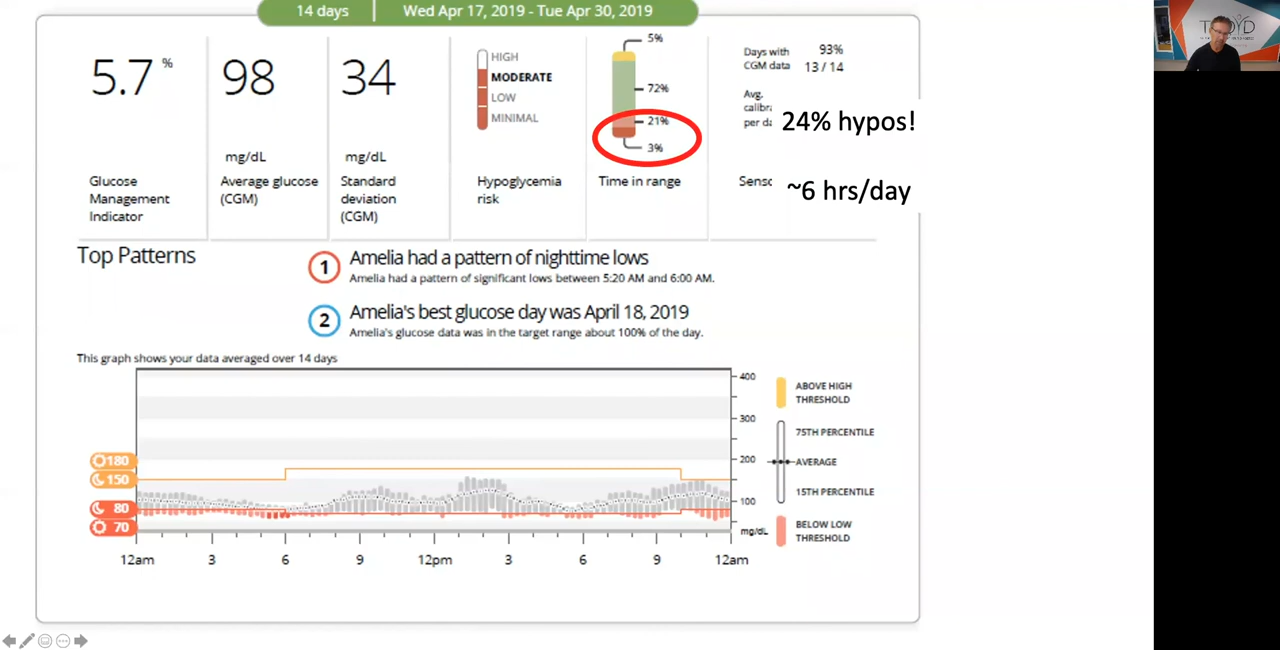 14 days Wed Apr 17, 2019 - Tue Apr 30, 2019
5.7 %
Glucose
Management
Indicator
98
mg/dL
Average glucose
(CGM)
34
mg/dL
Standard
deviation
(CGM)
HIGH
MODERATE
LOW
MINIMAL
Hypoglycemia
risk
5%
72%
21%
3%
Time in range
Days with
CGM data
93%
13 / 14
Avg.
calibr
per da
24% hypos!
Senso
~6 hrs/day
Top Patterns
1 Amelia had a pattern of nighttime lows
Amelia had a pattern of significant lows between 5:20 AM and 6:00 AM.
2 Amelia's best glucose day was April 18, 2019
Amelia's glucose data was in the target range about 100% of the day.
This graph shows your data averaged over 14 days
400
300
200
100
mg/dL
180
150
80
70
12am 3 6 9 12pm 3 6 9 12am
ABOVE HIGH
THRESHOLD
75TH PERCENTILE
AVERAGE
15TH PERCENTILE
BELOW LOW
THRESHOLD